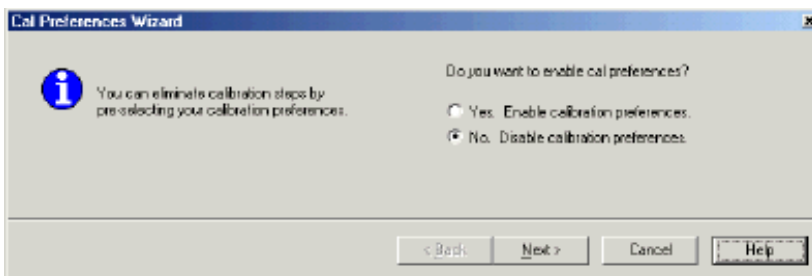 Cal Preferences Wizard
You can eliminate calibration steps by
pre-selecting your calibration preferences.
Do you want to enable cal preferences?
Yes. Enable calibration preferences.
No. Disable calibration preferences.
< Back
Next >
Cancel
Help